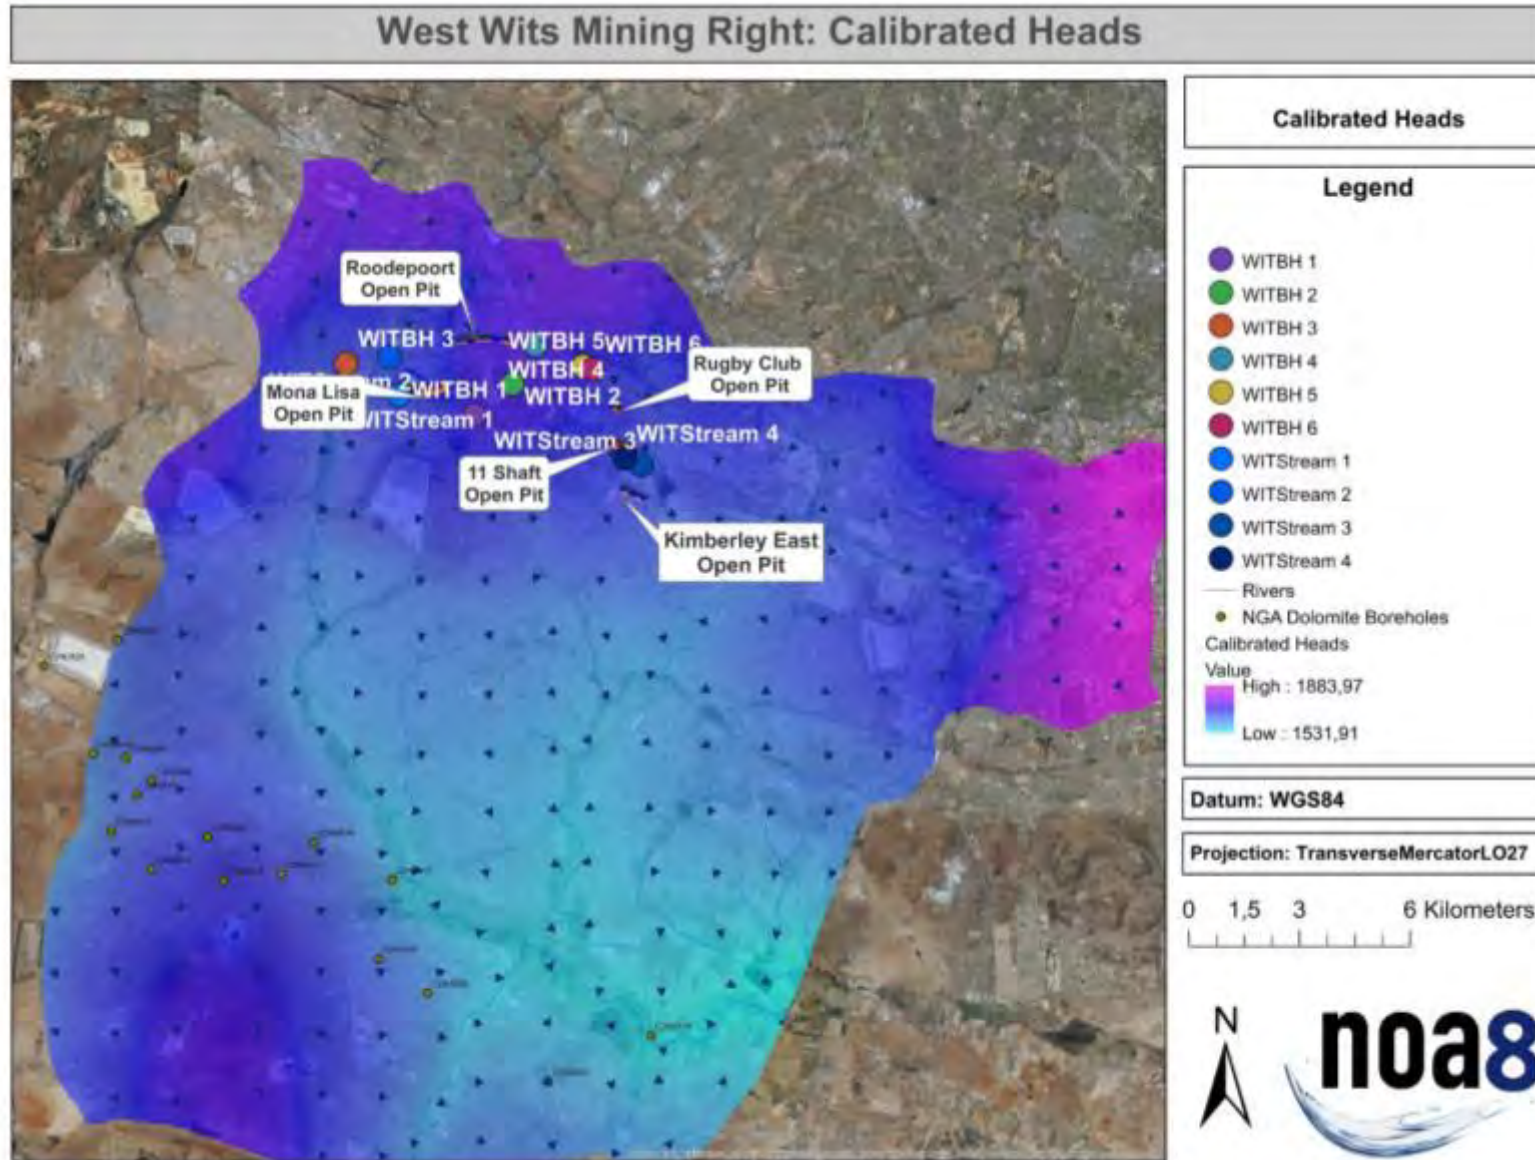 West Wits Mining Right: Calibrated Heads
Roodepoort
Open Pit
WITBH 3
WITBH 5
WITBH 6
WITBH 4
Rugby Club
Open Pit
2
WITBH 1
WITBH 2
Mona Lisa
Open Pit
WITStream 1
WITStream 3
WITStream 4
11 Shaft
Open Pit
Kimberley East
Open Pit
Calibrated Heads
Legend
WITBH 1
WITBH 2
WITBH 3
WITBH 4
WITBH 5
WITBH 6
WITStream 1
WITStream 2
WITStream 3
WITStream 4
Rivers
NGA Dolomite Boreholes
Calibrated Heads
Value
High : 1883,97
Low : 1531,91
Datum: WGS84
Projection: TransverseMercatorLO27
0 1,5 3 6 Kilometers
N
noa8